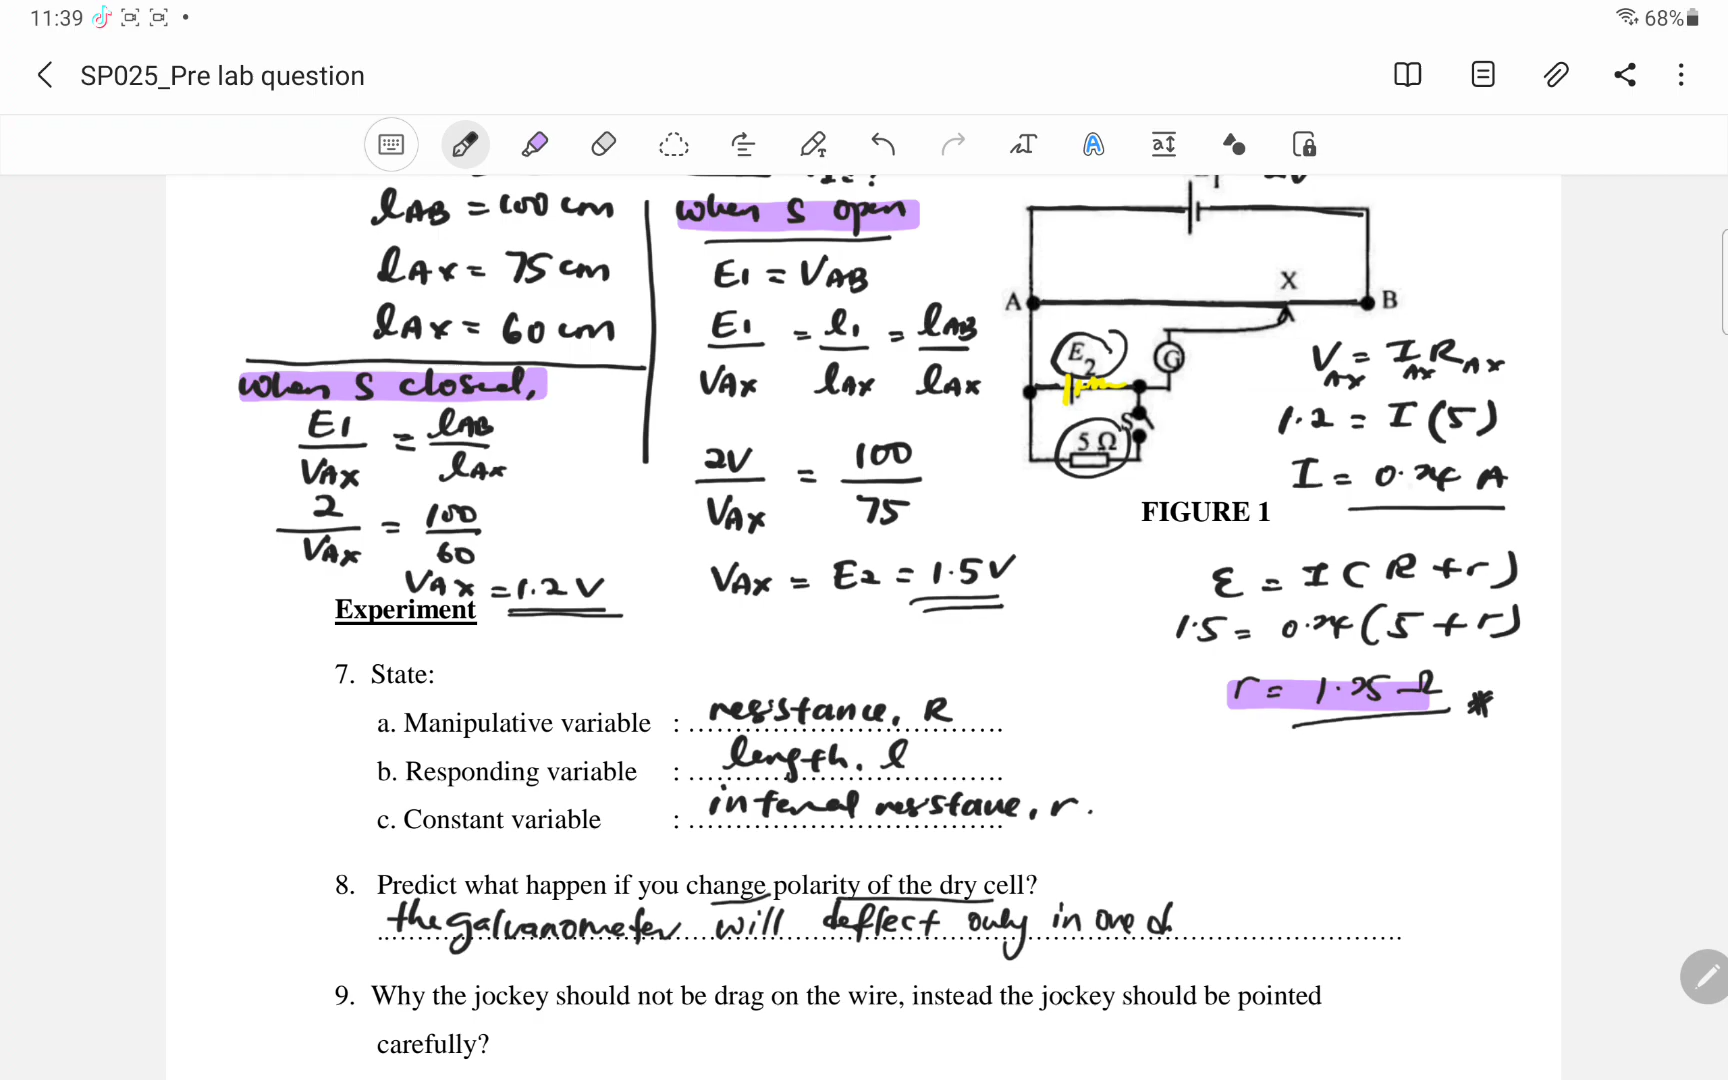 11:39
68%
SP025_Pre lab question
lAB = 100 cm
lAX = 75 cm
lAX = 60 cm
when S closed,
E1 / VAX = lAB / lAX
2 / VAX = 100 / 60
VAX = 1.2 V
when S open
E1 = VAB
E1 / VAX = l1 / lAX = lAB / lAX
2V / VAX = 100 / 75
VAX = E2 = 1.5V
A
X
B
E2
G
S
5 Ω
FIGURE 1
VAX = IAX RAX
1.2 = I (5)
I = 0.24 A
ε = I ( R + r )
1.5 = 0.24 ( 5 + r )
r = 1.25 Ω *
Experiment
7. State:
a. Manipulative variable : resistance, R
b. Responding variable : length, l
c. Constant variable : internal resistance, r.
8. Predict what happen if you change polarity of the dry cell?
the galvanometer will deflect only in one d
9. Why the jockey should not be drag on the wire, instead the jockey should be pointed
carefully?